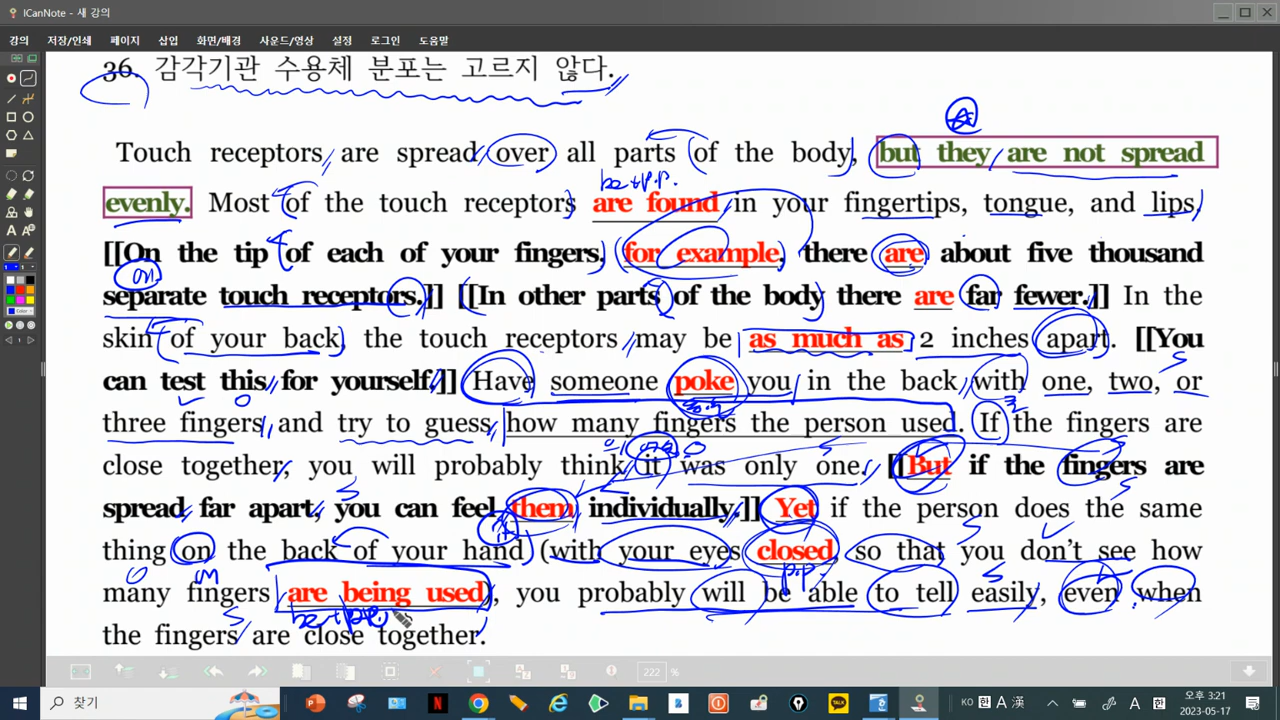 ICanNote - 새 강의
강의 저장/인쇄 페이지 삽입 화면/배경 사운드/영상 설정 로그인 도움말
36. 감각기관 수용체 분포는 고르지 않다.
Touch receptors are spread over all parts of the body, but they are not spread
be+p.p.
evenly. Most of the touch receptors are found in your fingertips, tongue, and lips.
[[On the tip of each of your fingers, for example, there are about five thousand
on
separate touch receptors.]] [[In other parts of the body there are far fewer.]] In the
skin of your back, the touch receptors may be as much as 2 inches apart. [[You
S
can test this for yourself.]] Have someone poke you in the back with one, two, or
O
three fingers, and try to guess how many fingers the person used. If the fingers are
close together, you will probably think it was only one. [[But if the fingers are
S
spread far apart, you can feel them individually.]] Yet if the person does the same
S
thing on the back of your hand (with your eyes closed, so that you don't see how
O M p.p.
many fingers are being used), you probably will be able to tell easily, even when
S be+
the fingers are close together.
222 %
찾기
KO 한 A 漢
오후 3:21
2023-05-17